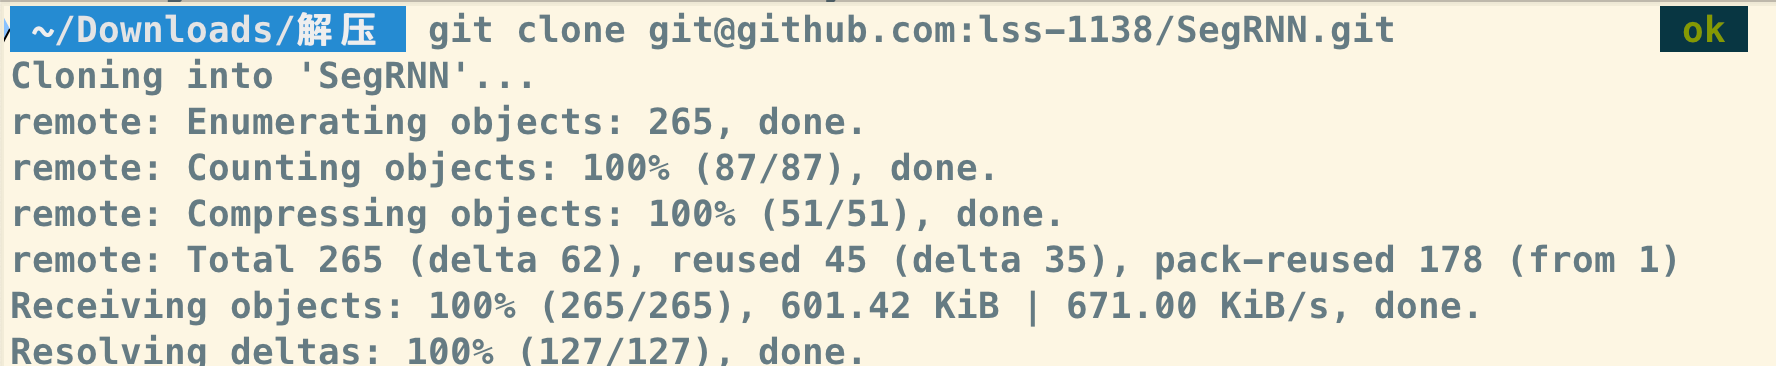 ~/Downloads/解压 git clone git@github.com:lss-1138/SegRNN.git ok
Cloning into 'SegRNN'...
remote: Enumerating objects: 265, done.
remote: Counting objects: 100% (87/87), done.
remote: Compressing objects: 100% (51/51), done.
remote: Total 265 (delta 62), reused 45 (delta 35), pack-reused 178 (from 1)
Receiving objects: 100% (265/265), 601.42 KiB | 671.00 KiB/s, done.
Resolving deltas: 100% (127/127), done.